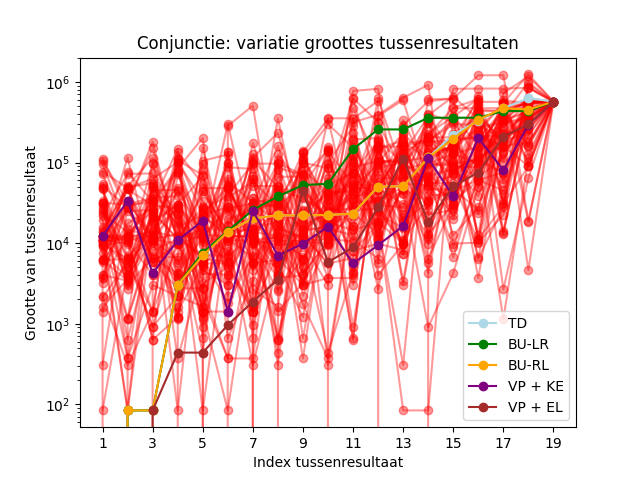 Conjunctie: variatie groottes tussenresultaten
Grootte van tussenresultaat
10^6
10^5
10^4
10^3
10^2
1 3 5 7 9 11 13 15 17 19
Index tussenresultaat
TD
BU-LR
BU-RL
VP + KE
VP + EL